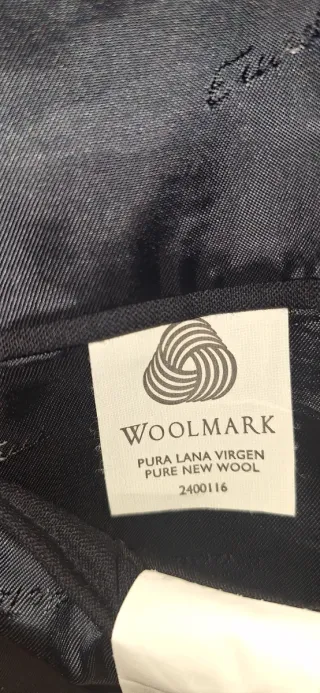 WOOLMARK
PURA LANA VIRGEN
PURE NEW WOOL
2400116